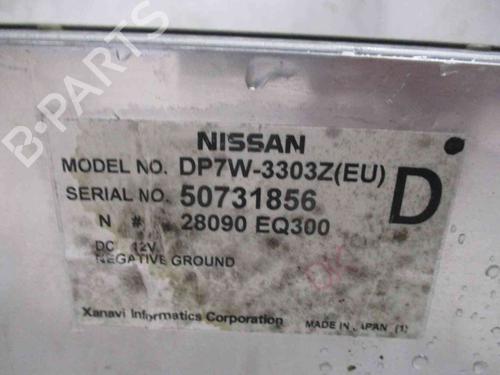 B-PARTS
NISSAN
MODEL NO. DP7W-3303Z(EU)
D
SERIAL NO. 50731856
N # 28090 EQ300
DC 12V
NEGATIVE GROUND
Xanavi Informatics Corporation
MADE IN JAPAN (1)